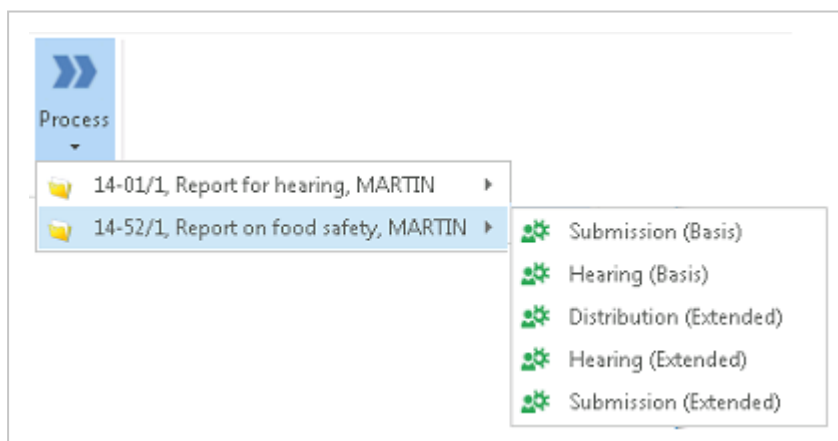 Process
14-01/1, Report for hearing, MARTIN
14-52/1, Report on food safety, MARTIN
Submission (Basis)
Hearing (Basis)
Distribution (Extended)
Hearing (Extended)
Submission (Extended)